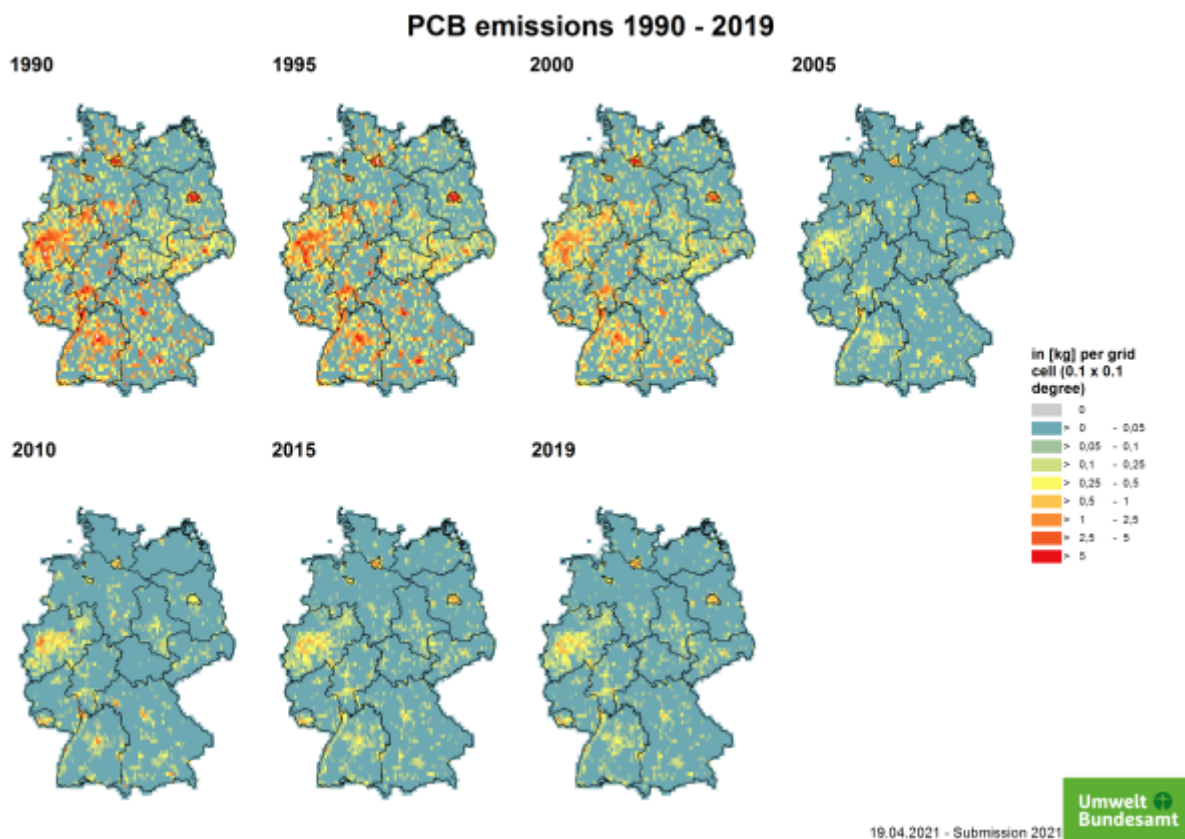 PCB emissions 1990 - 2019
1990
1995
2000
2005
in [kg] per grid
cell (0.1 x 0.1
degree)
0
> 0 - 0,05
> 0,05 - 0,1
> 0,1 - 0,25
> 0,25 - 0,5
> 0,5 - 1
> 1 - 2,5
> 2,5 - 5
> 5
2010
2015
2019
Umwelt
Bundesamt
19.04.2021 - Submission 2021